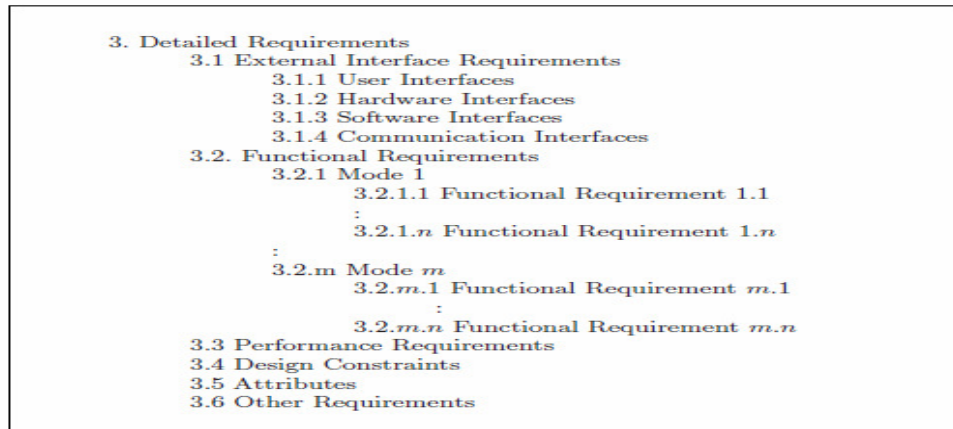 3. Detailed Requirements
3.1 External Interface Requirements
3.1.1 User Interfaces
3.1.2 Hardware Interfaces
3.1.3 Software Interfaces
3.1.4 Communication Interfaces
3.2. Functional Requirements
3.2.1 Mode 1
3.2.1.1 Functional Requirement 1.1
:
3.2.1.n Functional Requirement 1.n
:
3.2.m Mode m
3.2.m.1 Functional Requirement m.1
:
3.2.m.n Functional Requirement m.n
3.3 Performance Requirements
3.4 Design Constraints
3.5 Attributes
3.6 Other Requirements